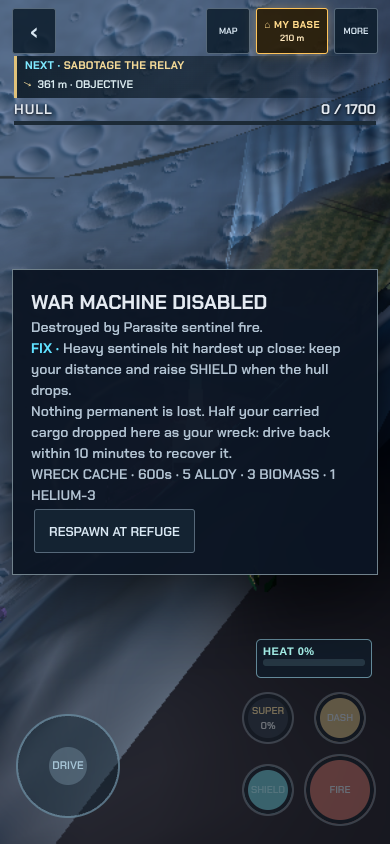 ‹
MAP
⌂ MY BASE
210 m
MORE
NEXT · SABOTAGE THE RELAY
361 m · OBJECTIVE
HULL
0 / 1700
WAR MACHINE DISABLED
Destroyed by Parasite sentinel fire.
FIX · Heavy sentinels hit hardest up close: keep
your distance and raise SHIELD when the hull
drops.
Nothing permanent is lost. Half your carried
cargo dropped here as your wreck: drive back
within 10 minutes to recover it.
WRECK CACHE · 600s · 5 ALLOY · 3 BIOMASS · 1
HELIUM-3
RESPAWN AT REFUGE
HEAT 0%
SUPER
0%
DASH
DRIVE
SHIELD
FIRE